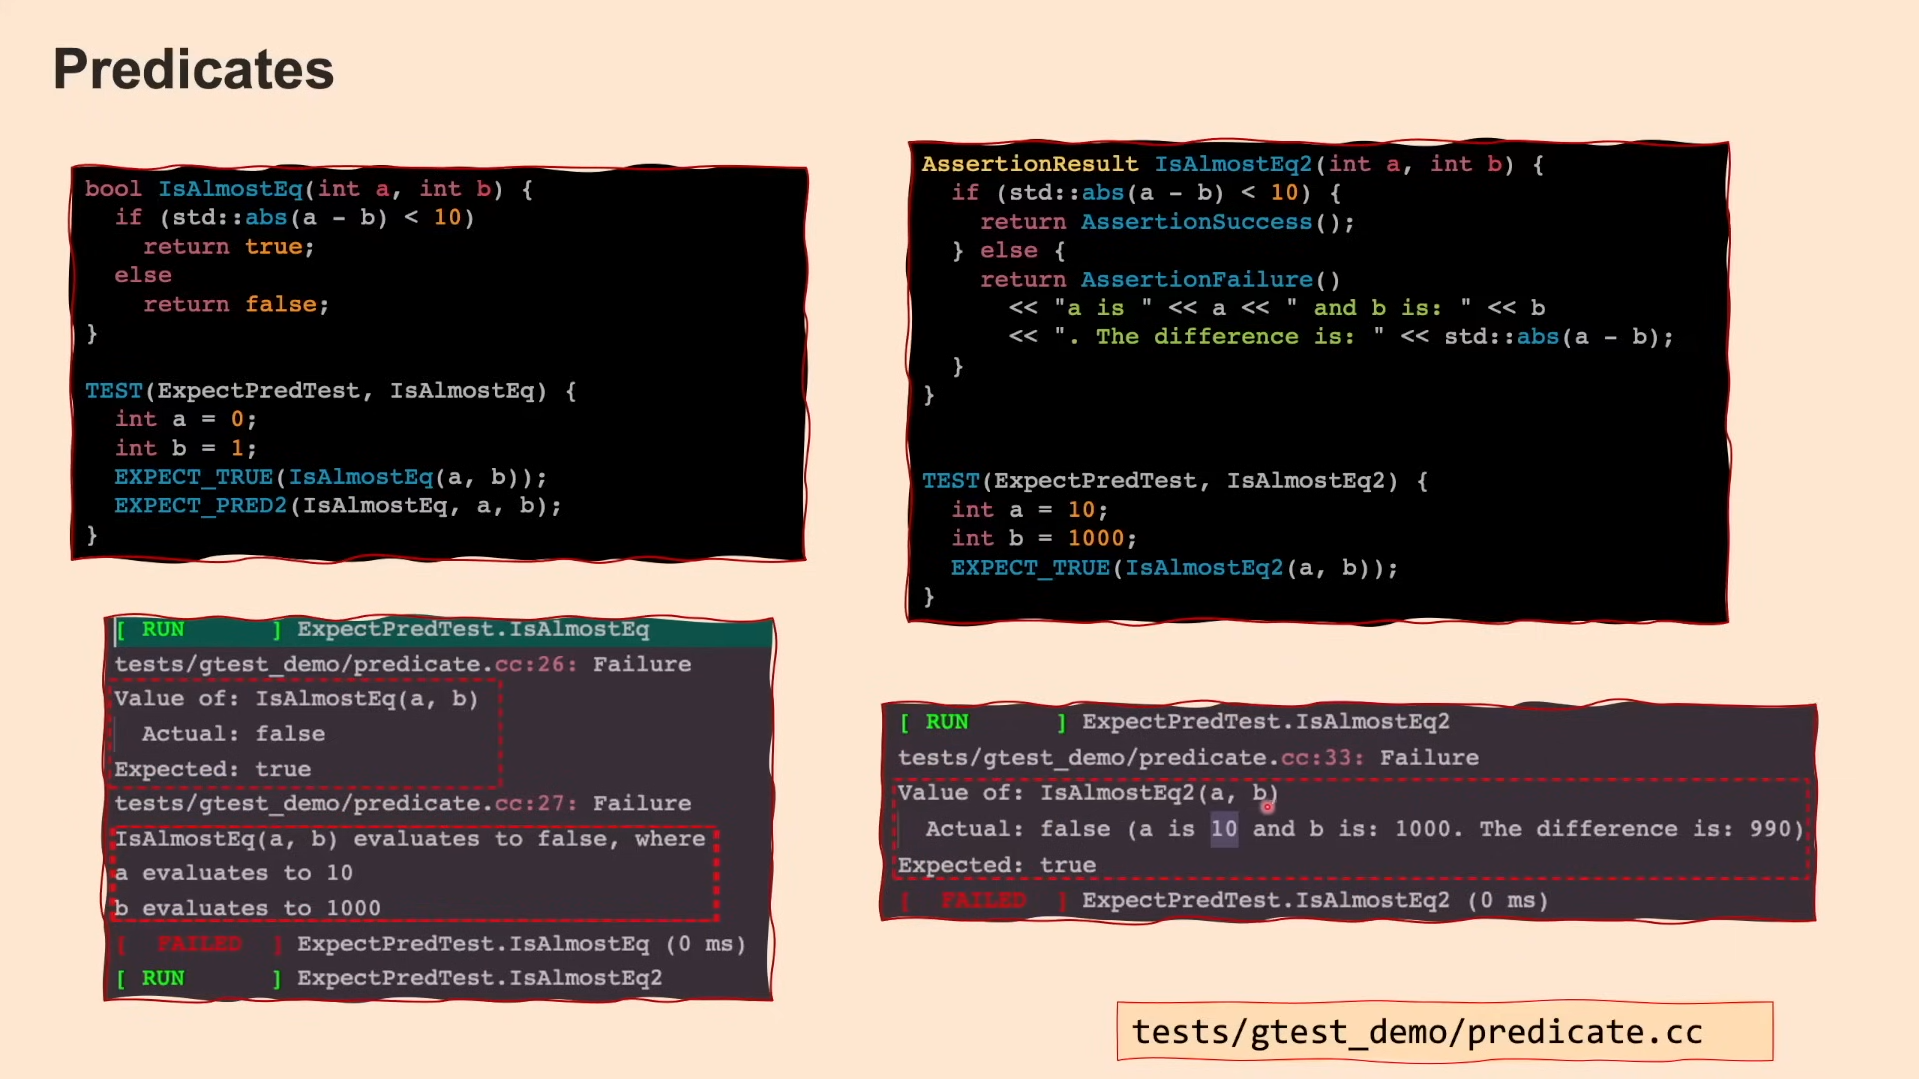 Predicates
bool IsAlmostEq(int a, int b) {
  if (std::abs(a - b) < 10)
    return true;
  else
    return false;
}
TEST(ExpectPredTest, IsAlmostEq) {
  int a = 0;
  int b = 1;
  EXPECT_TRUE(IsAlmostEq(a, b));
  EXPECT_PRED2(IsAlmostEq, a, b);
}
[ RUN      ] ExpectPredTest.IsAlmostEq
tests/gtest_demo/predicate.cc:26: Failure
Value of: IsAlmostEq(a, b)
  Actual: false
Expected: true
tests/gtest_demo/predicate.cc:27: Failure
IsAlmostEq(a, b) evaluates to false, where
a evaluates to 10
b evaluates to 1000
[  FAILED  ] ExpectPredTest.IsAlmostEq (0 ms)
[ RUN      ] ExpectPredTest.IsAlmostEq2
AssertionResult IsAlmostEq2(int a, int b) {
  if (std::abs(a - b) < 10) {
    return AssertionSuccess();
  } else {
    return AssertionFailure()
      << "a is " << a << " and b is: " << b
      << ". The difference is: " << std::abs(a - b);
  }
}
TEST(ExpectPredTest, IsAlmostEq2) {
  int a = 10;
  int b = 1000;
  EXPECT_TRUE(IsAlmostEq2(a, b));
}
[ RUN      ] ExpectPredTest.IsAlmostEq2
tests/gtest_demo/predicate.cc:33: Failure
Value of: IsAlmostEq2(a, b)
  Actual: false (a is 10 and b is: 1000. The difference is: 990)
Expected: true
[  FAILED  ] ExpectPredTest.IsAlmostEq2 (0 ms)
tests/gtest_demo/predicate.cc